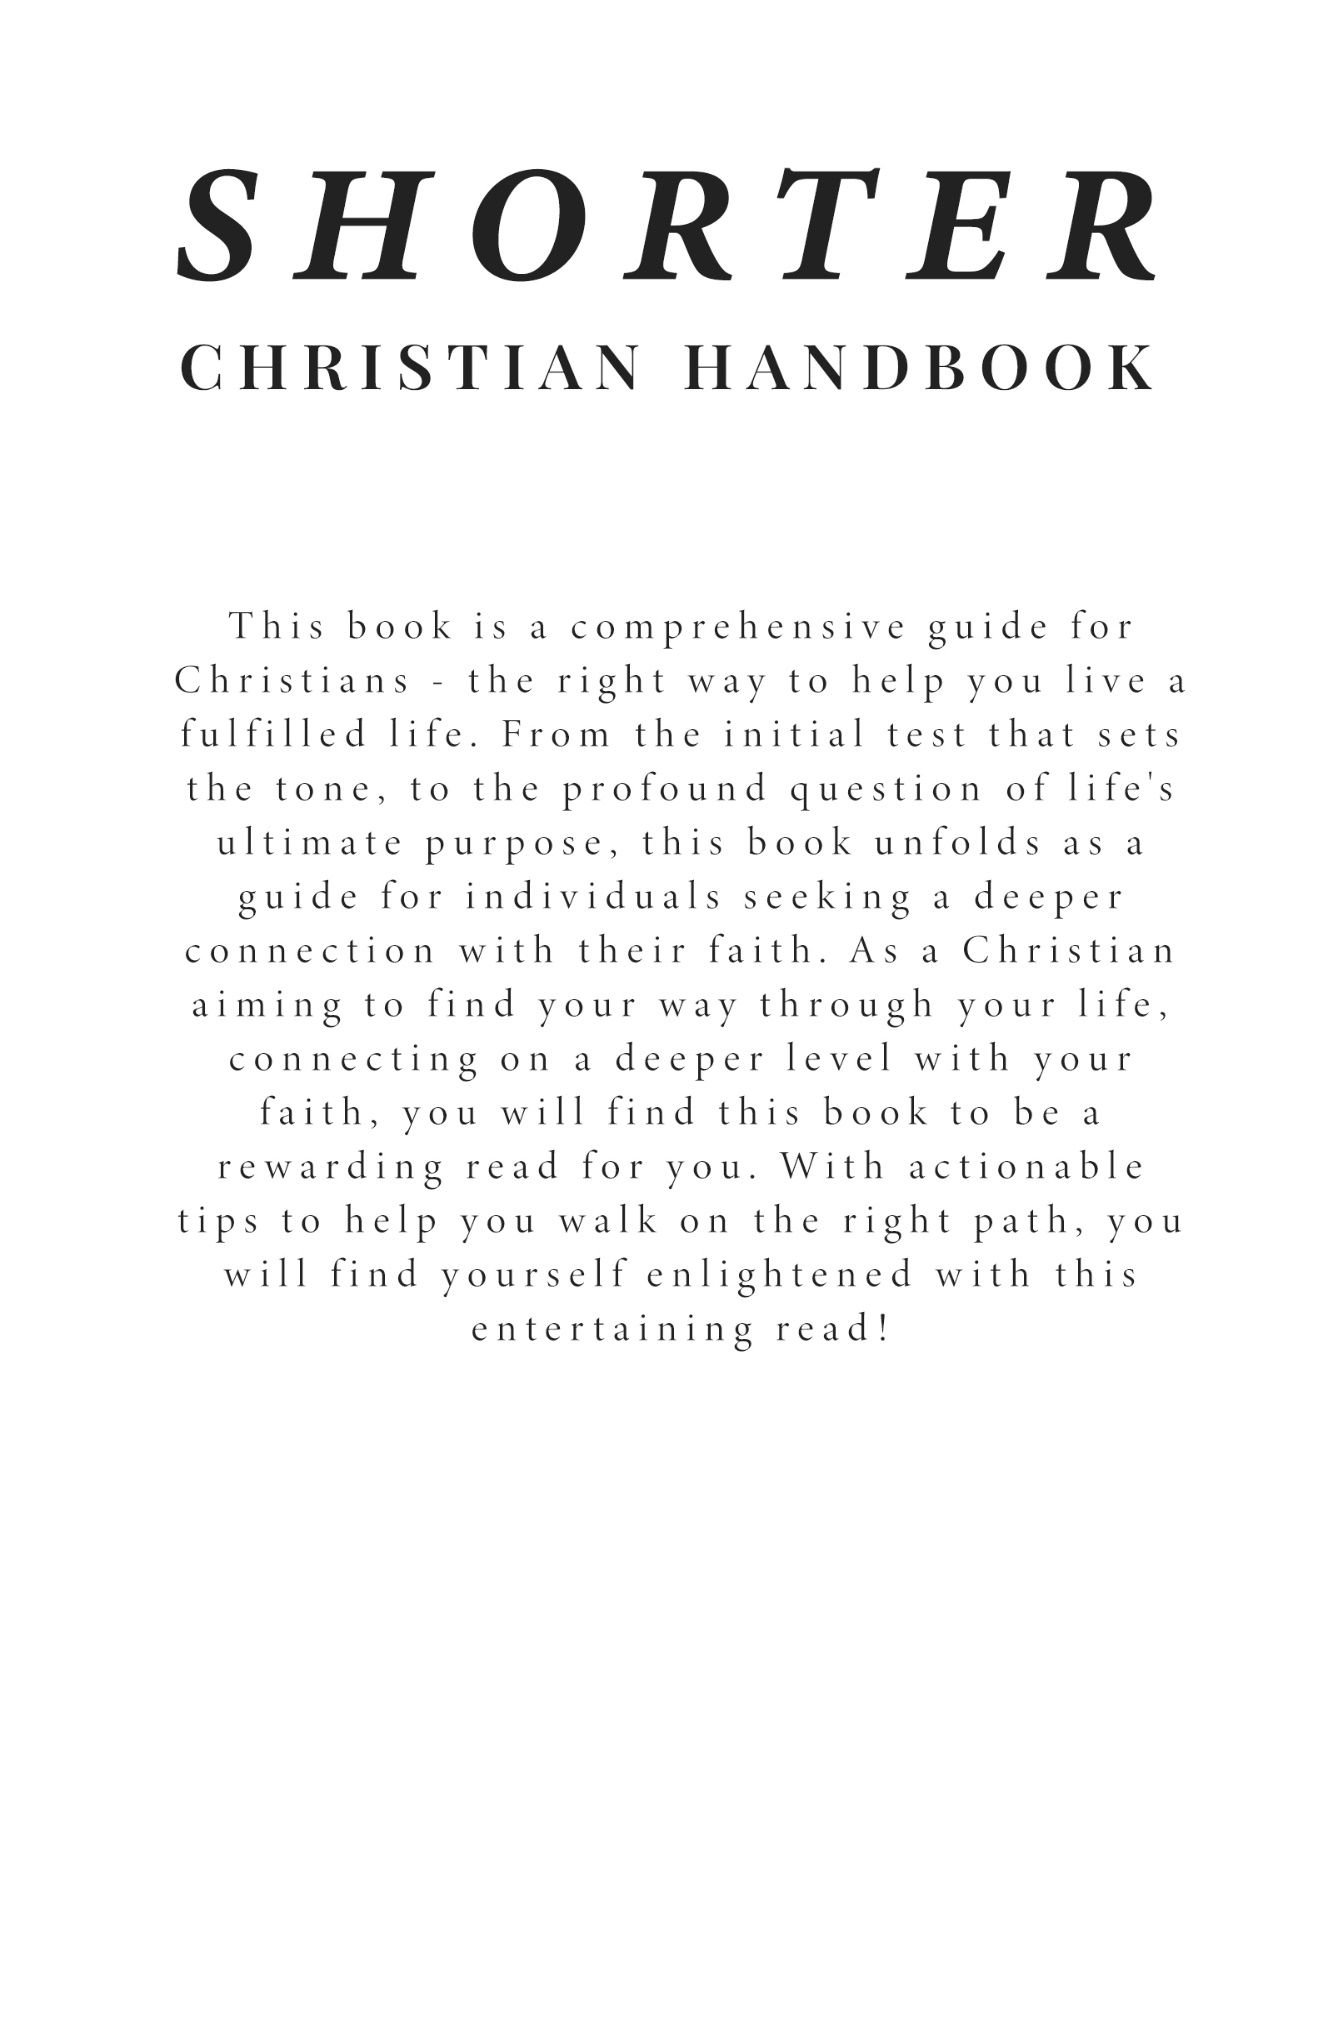 SHORTER
CHRISTIAN HANDBOOK
This book is a comprehensive guide for
Christians - the right way to help you live a
fulfilled life. From the initial test that sets
the tone, to the profound question of life's
ultimate purpose, this book unfolds as a
guide for individuals seeking a deeper
connection with their faith. As a Christian
aiming to find your way through your life,
connecting on a deeper level with your
faith, you will find this book to be a
rewarding read for you. With actionable
tips to help you walk on the right path, you
will find yourself enlightened with this
entertaining read!